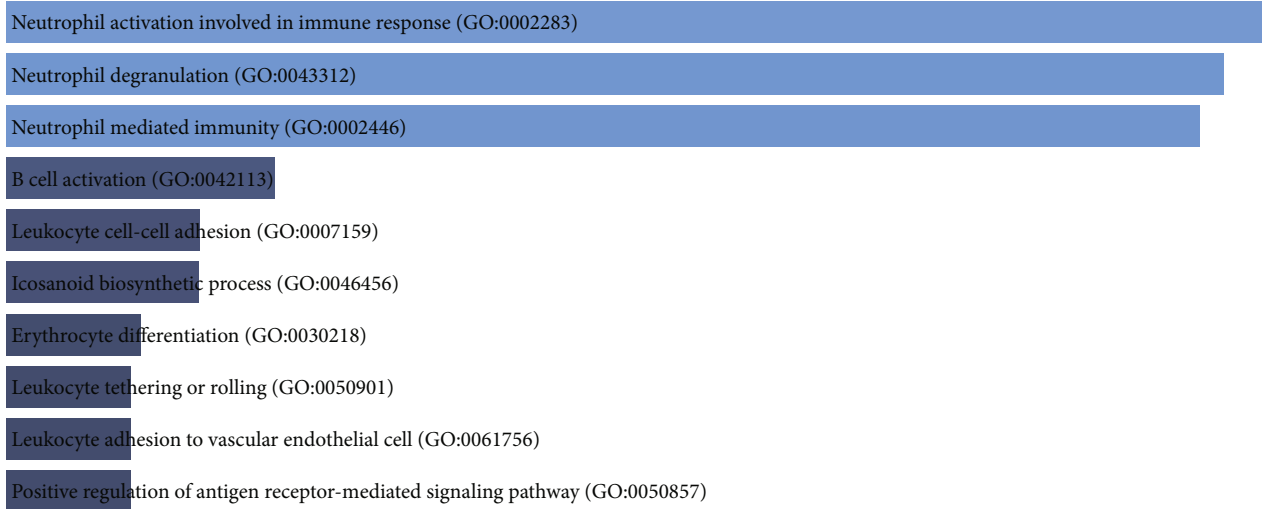 Neutrophil activation involved in immune response (GO:0002283)
Neutrophil degranulation (GO:0043312)
Neutrophil mediated immunity (GO:0002446)
B cell activation (GO:0042113)
Leukocyte cell-cell adhesion (GO:0007159)
Icosanoid biosynthetic process (GO:0046456)
Erythrocyte differentiation (GO:0030218)
Leukocyte tethering or rolling (GO:0050901)
Leukocyte adhesion to vascular endothelial cell (GO:0061756)
Positive regulation of antigen receptor-mediated signaling pathway (GO:0050857)